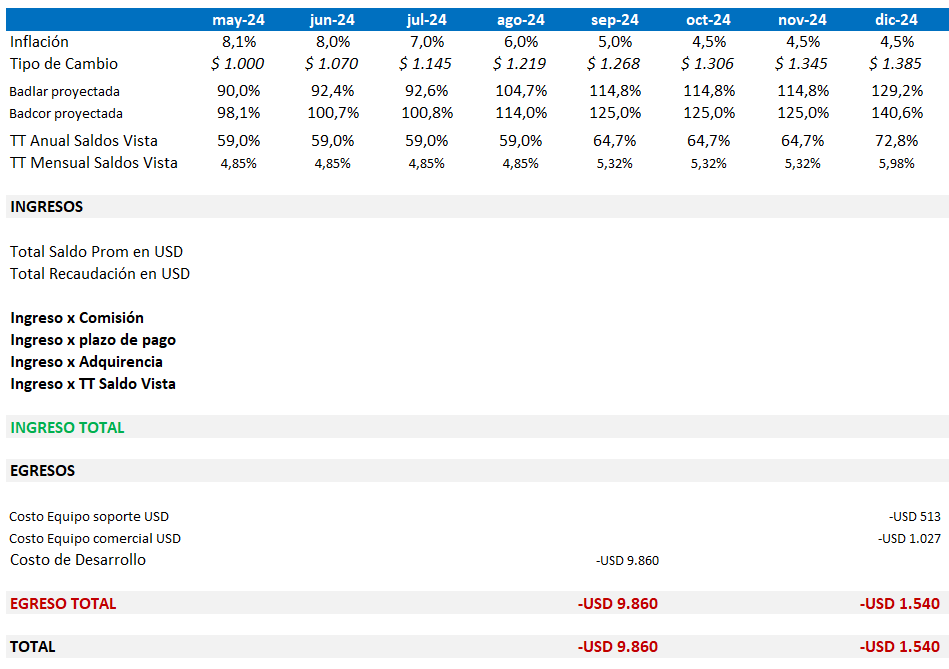 may-24 jun-24 jul-24 ago-24 sep-24 oct-24 nov-24 dic-24
Inflación 8,1% 8,0% 7,0% 6,0% 5,0% 4,5% 4,5% 4,5%
Tipo de Cambio $ 1.000 $ 1.070 $ 1.145 $ 1.219 $ 1.268 $ 1.306 $ 1.345 $ 1.385
Badlar proyectada 90,0% 92,4% 92,6% 104,7% 114,8% 114,8% 114,8% 129,2%
Badcor proyectada 98,1% 100,7% 100,8% 114,0% 125,0% 125,0% 125,0% 140,6%
TT Anual Saldos Vista 59,0% 59,0% 59,0% 59,0% 64,7% 64,7% 64,7% 72,8%
TT Mensual Saldos Vista 4,85% 4,85% 4,85% 4,85% 5,32% 5,32% 5,32% 5,98%
INGRESOS
Total Saldo Prom en USD
Total Recaudación en USD
Ingreso x Comisión
Ingreso x plazo de pago
Ingreso x Adquirencia
Ingreso x TT Saldo Vista
INGRESO TOTAL
EGRESOS
Costo Equipo soporte USD -USD 513
Costo Equipo comercial USD -USD 1.027
Costo de Desarrollo -USD 9.860
EGRESO TOTAL -USD 9.860 -USD 1.540
TOTAL -USD 9.860 -USD 1.540